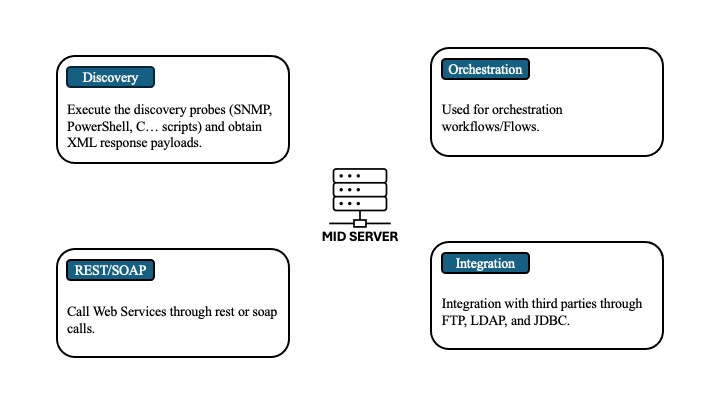 Discovery
Execute the discovery probes (SNMP,
PowerShell, C… scripts) and obtain
XML response payloads.
Orchestration
Used for orchestration
workflows/Flows.
MID SERVER
REST/SOAP
Call Web Services through rest or soap
calls.
Integration
Integration with third parties through
FTP, LDAP, and JDBC.